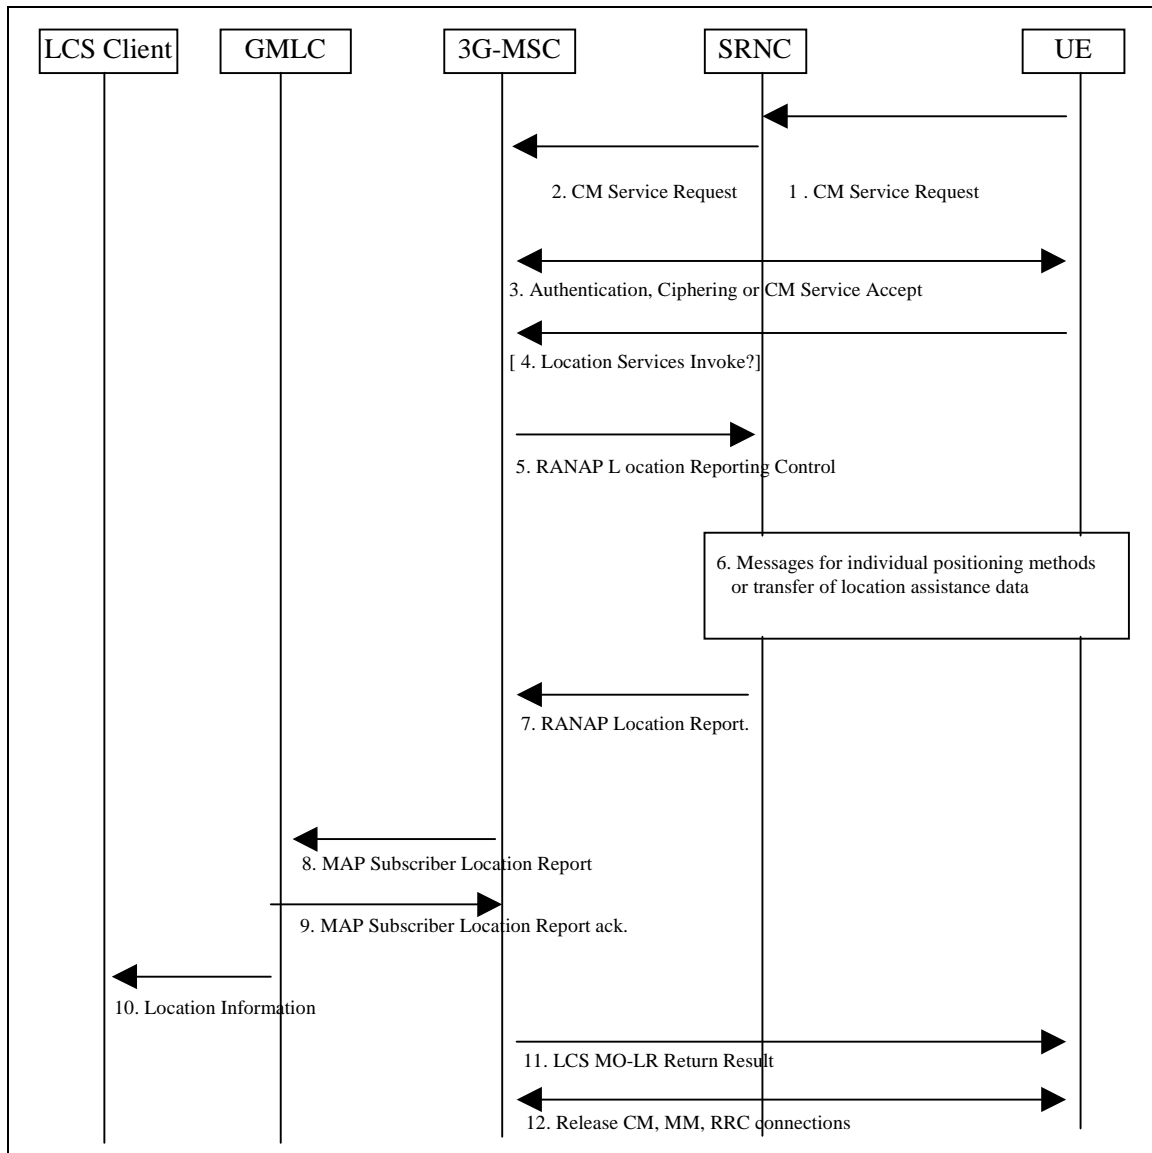 LCS Client GMLC 3G-MSC SRNC UE
2. CM Service Request 1 . CM Service Request
3. Authentication, Ciphering or CM Service Accept
[ 4. Location Services Invoke?]
5. RANAP L ocation Reporting Control
6. Messages for individual positioning methods
or transfer of location assistance data
7. RANAP Location Report.
8. MAP Subscriber Location Report
9. MAP Subscriber Location Report ack.
10. Location Information
11. LCS MO-LR Return Result
12. Release CM, MM, RRC connections